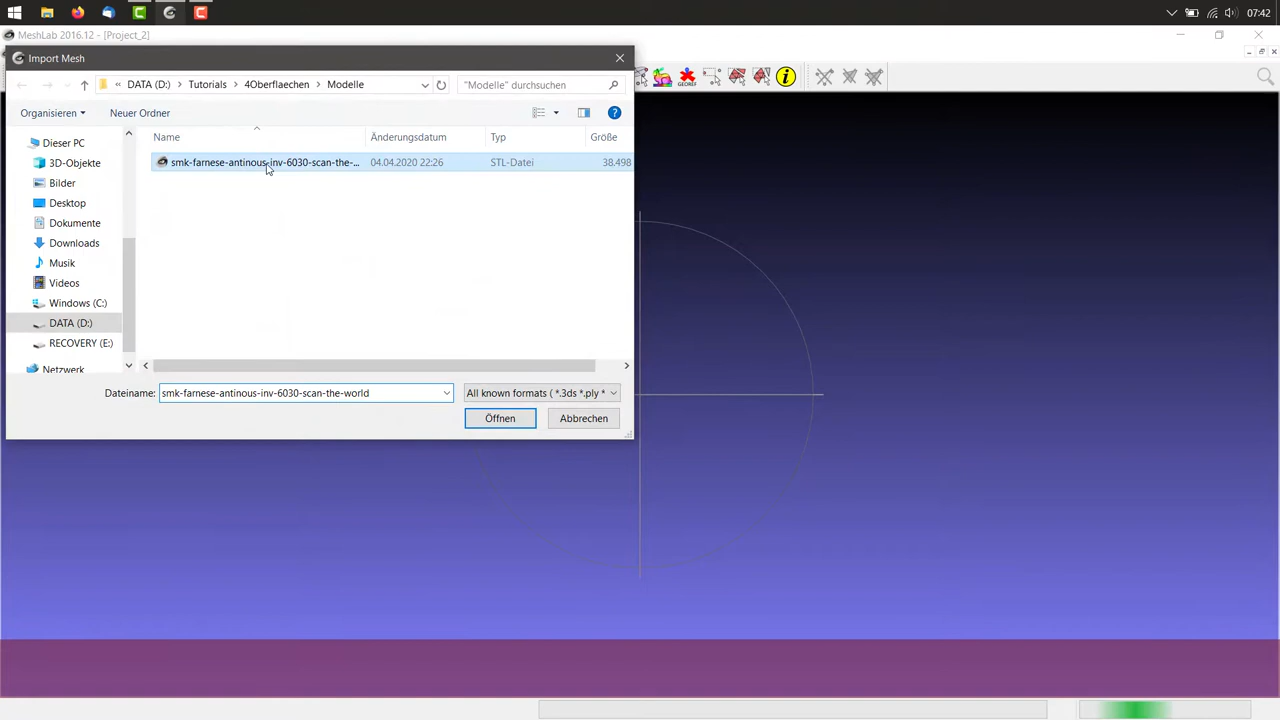 07:42
MeshLab 2016.12 - [Project_2]
Import Mesh
« DATA (D:) > Tutorials > 4Oberflaechen > Modelle
"Modelle" durchsuchen
GEOREF
Organisieren
Neuer Ordner
Dieser PC
3D-Objekte
Bilder
Desktop
Dokumente
Downloads
Musik
Videos
Windows (C:)
DATA (D:)
RECOVERY (E:)
Netzwerk
Name Änderungsdatum Typ Größe
smk-farnese-antinous-inv-6030-scan-the-... 04.04.2020 22:26 STL-Datei 38.498
Dateiname: smk-farnese-antinous-inv-6030-scan-the-world
All known formats ( *.3ds *.ply *
Öffnen
Abbrechen